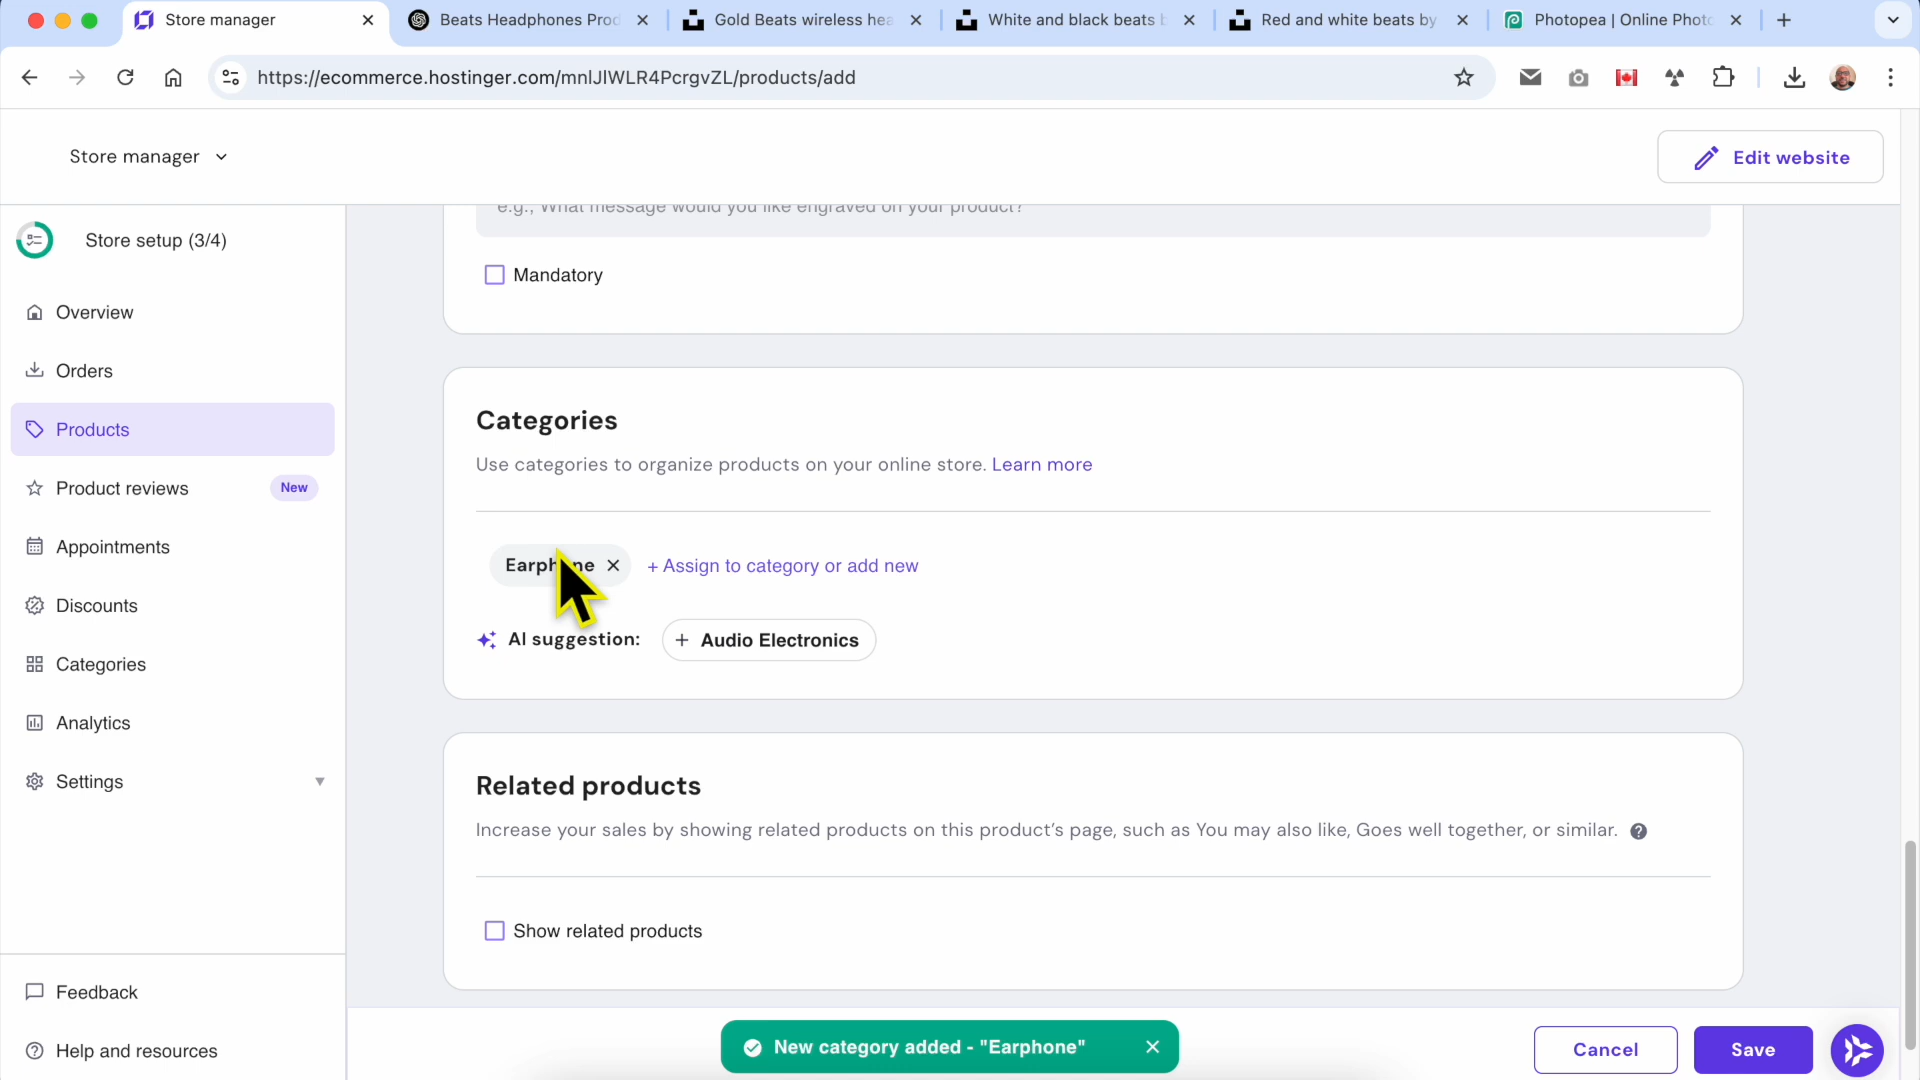 Store manager
Beats Headphones Prod
Gold Beats wireless hea
White and black beats b
Red and white beats by
Photopea | Online Photo
https://ecommerce.hostinger.com/mnlJlWLR4PcrgvZL/products/add
Store manager
Edit website
Store setup (3/4)
Overview
Orders
Products
Product reviews
New
Appointments
Discounts
Categories
Analytics
Settings
Feedback
Help and resources
e.g., What message would you like engraved on your product?
Mandatory
Categories
Use categories to organize products on your online store. Learn more
Earphone
+ Assign to category or add new
AI suggestion:
+ Audio Electronics
Related products
Increase your sales by showing related products on this product's page, such as You may also like, Goes well together, or similar.
Show related products
New category added - "Earphone"
Cancel
Save